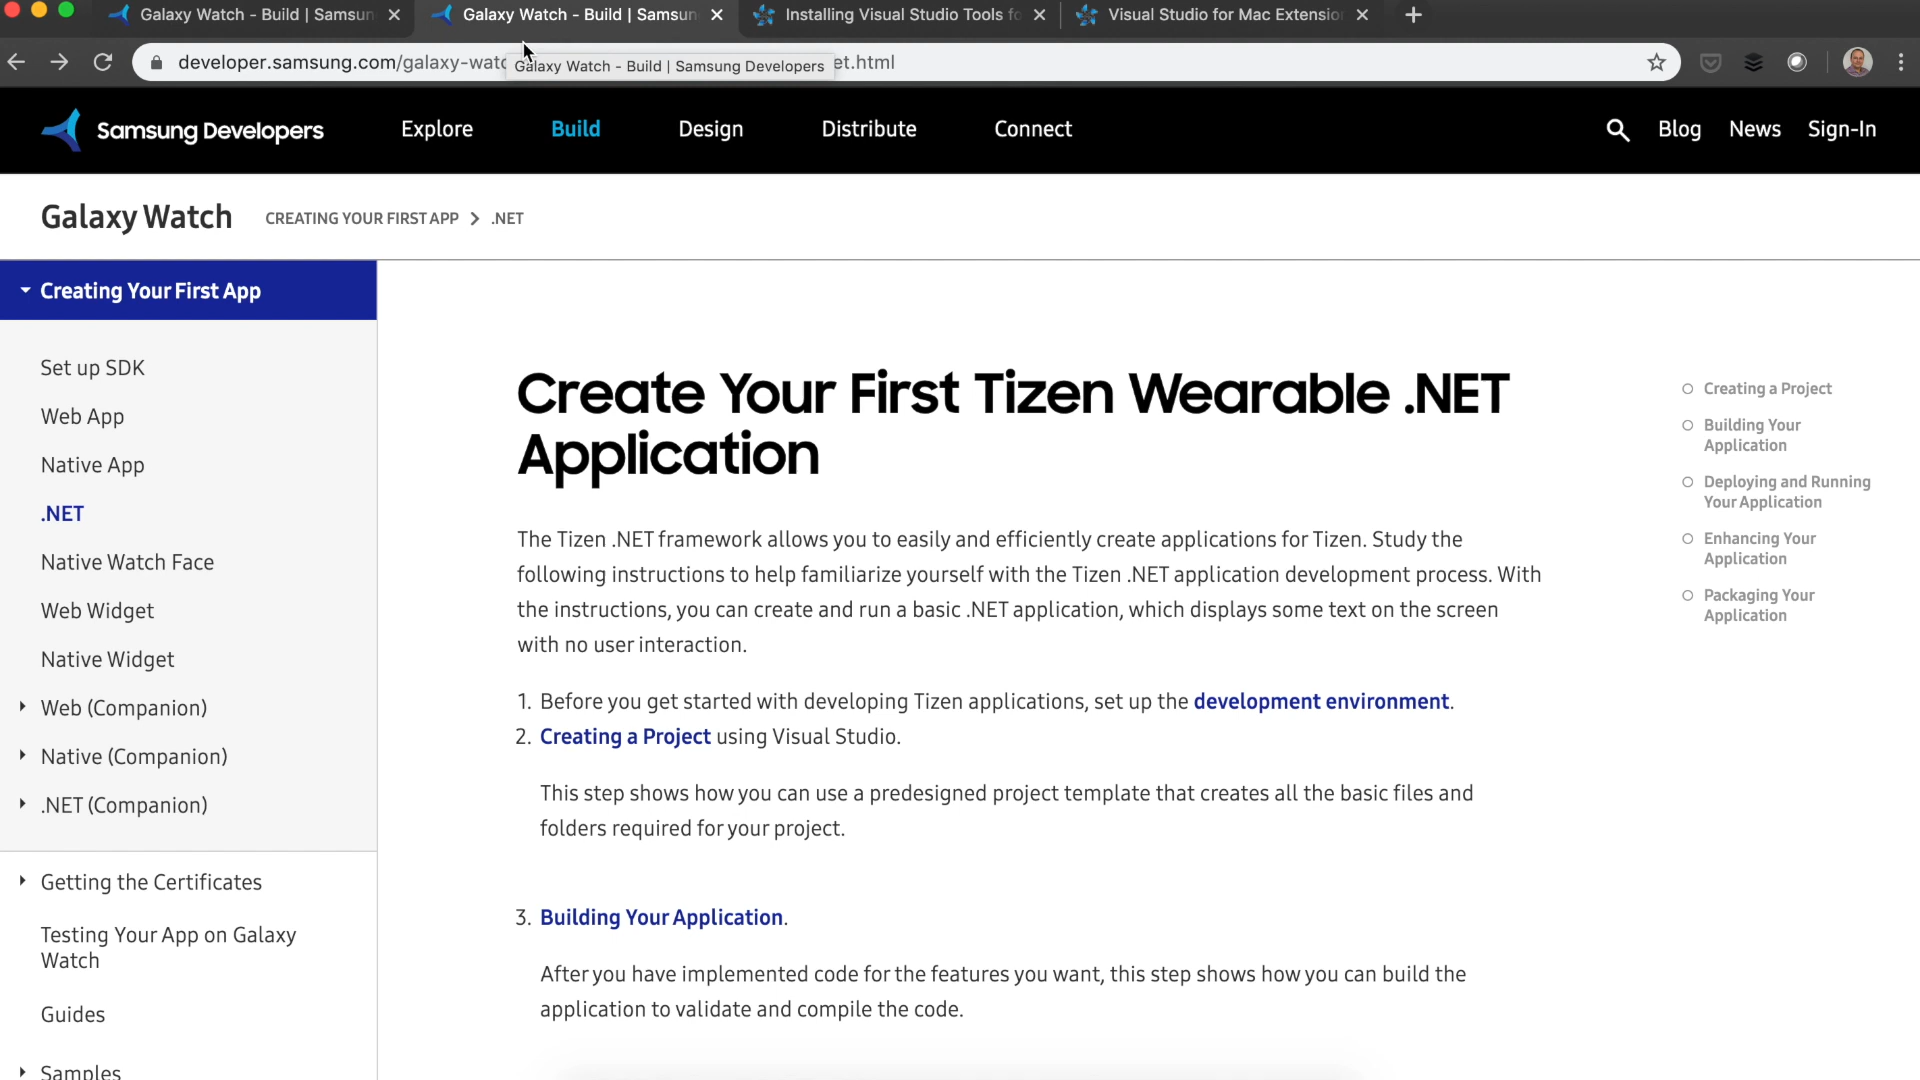 Galaxy Watch - Build | Samsun
Galaxy Watch - Build | Samsun
Installing Visual Studio Tools fo
Visual Studio for Mac Extensio
developer.samsung.com/galaxy-watc
et.html
Galaxy Watch - Build | Samsung Developers
Samsung Developers
Explore
Build
Design
Distribute
Connect
Blog
News
Sign-In
Galaxy Watch
CREATING YOUR FIRST APP > .NET
Creating Your First App
Set up SDK
Web App
Native App
.NET
Native Watch Face
Web Widget
Native Widget
Web (Companion)
Native (Companion)
.NET (Companion)
Getting the Certificates
Testing Your App on Galaxy
Watch
Guides
Samples
Create Your First Tizen Wearable .NET
Application
The Tizen .NET framework allows you to easily and efficiently create applications for Tizen. Study the
following instructions to help familiarize yourself with the Tizen .NET application development process. With
the instructions, you can create and run a basic .NET application, which displays some text on the screen
with no user interaction.
1. Before you get started with developing Tizen applications, set up the development environment.
2. Creating a Project using Visual Studio.
This step shows how you can use a predesigned project template that creates all the basic files and
folders required for your project.
3. Building Your Application.
After you have implemented code for the features you want, this step shows how you can build the
application to validate and compile the code.
Creating a Project
Building Your
Application
Deploying and Running
Your Application
Enhancing Your
Application
Packaging Your
Application